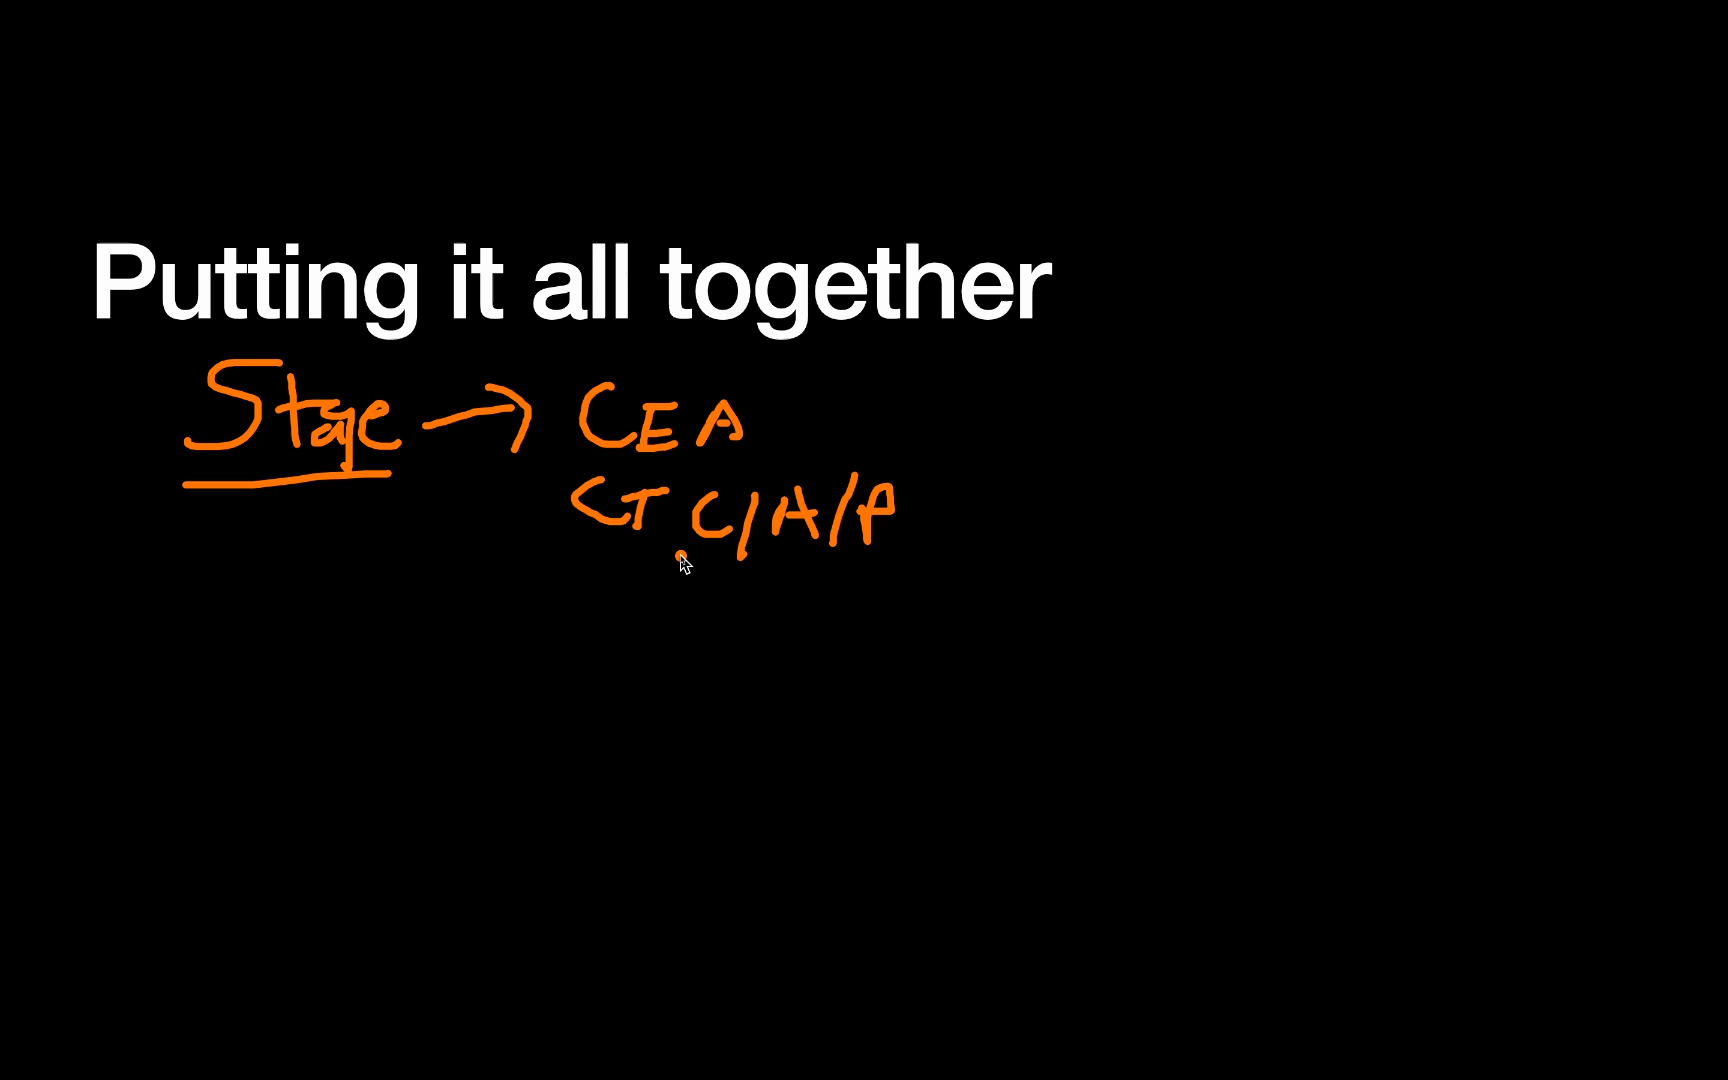 Putting it all together
Stage → CEA
CT C/A/P